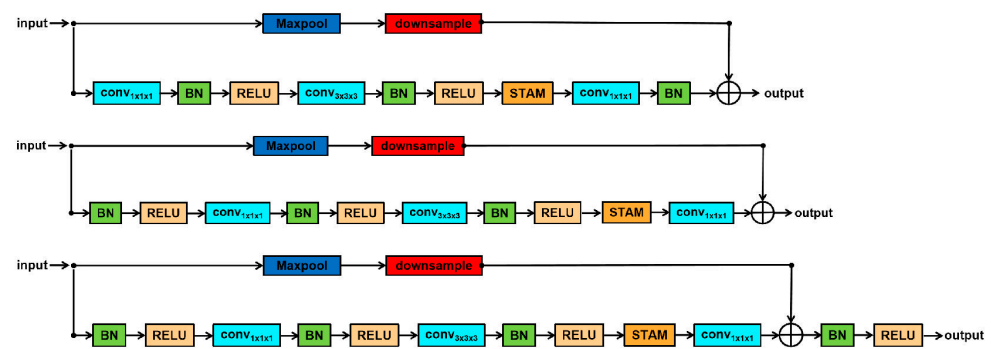 input Maxpool downsample
conv1x1x1 BN RELU conv3x3x3 BN RELU STAM conv1x1x1 BN output
input Maxpool downsample
BN RELU conv1x1x1 BN RELU conv3x3x3 BN RELU STAM conv1x1x1 output
input Maxpool downsample
BN RELU conv1x1x1 BN RELU conv3x3x3 BN RELU STAM conv1x1x1 BN RELU output